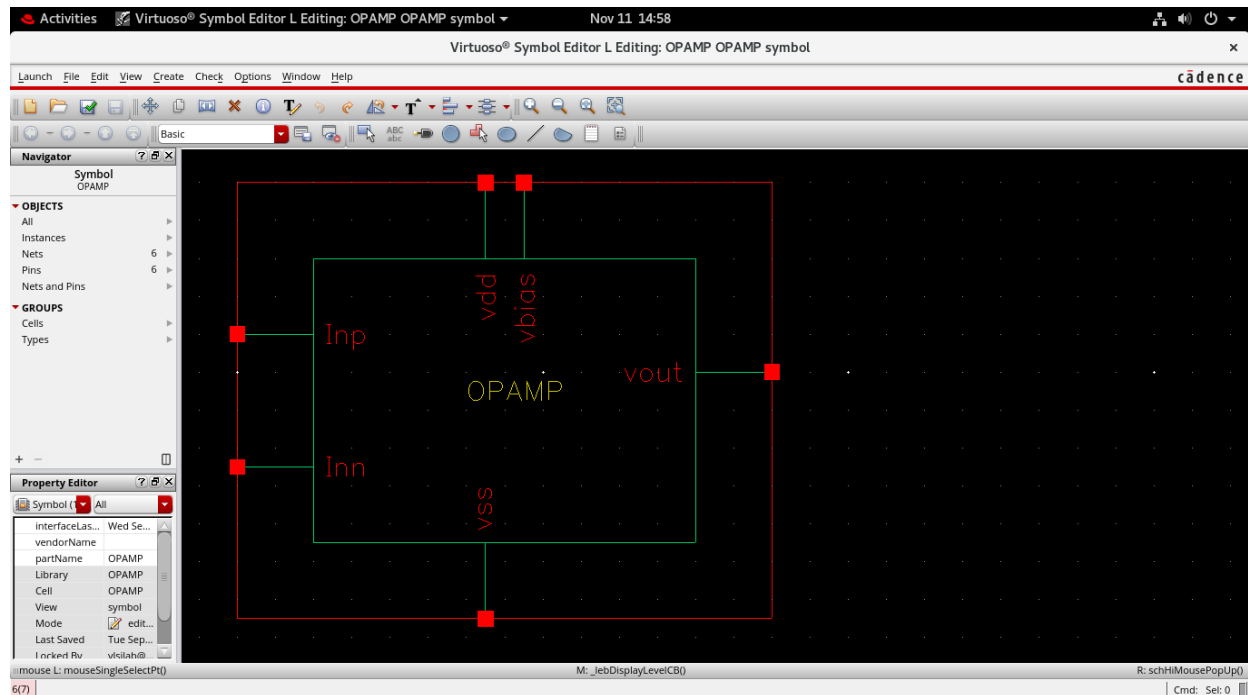 Activities Virtuoso® Symbol Editor L Editing: OPAMP OPAMP symbol Nov 11 14:58
Virtuoso® Symbol Editor L Editing: OPAMP OPAMP symbol ×
Launch File Edit View Create Check Options Window Help cādence
Basic
ABC
abc
Navigator
Symbol
OPAMP
OBJECTS
All
Instances
Nets 6
Pins 6
Nets and Pins
GROUPS
Cells
Types
Property Editor
Symbol (1 All
interfaceLas... Wed Se...
vendorName
partName OPAMP
Library OPAMP
Cell OPAMP
View symbol
Mode edit...
Last Saved Tue Sep...
Locked By vlsilab@...
vdd
vbias
Inp
vout
OPAMP
Inn
vss
mouse L: mouseSingleSelectPt() M: _lebDisplayLevelCB() R: schHiMousePopUp()
6(7) Cmd: Sel: 0